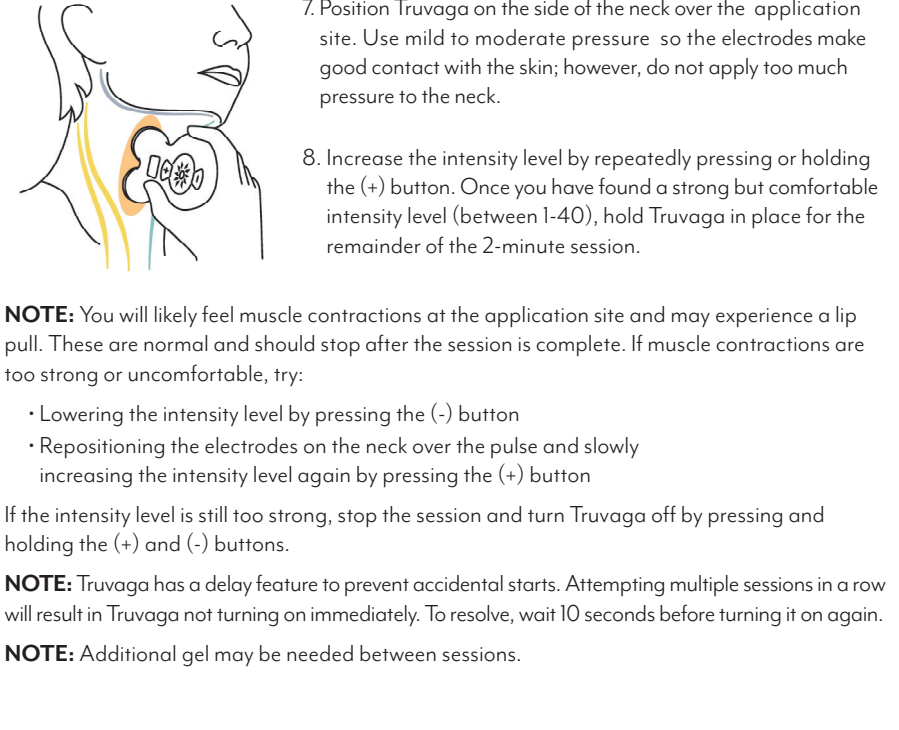 7. Position Truvaga on the side of the neck over the application
site. Use mild to moderate pressure so the electrodes make
good contact with the skin; however, do not apply too much
pressure to the neck.
8. Increase the intensity level by repeatedly pressing or holding
the (+) button. Once you have found a strong but comfortable
intensity level (between 1-40), hold Truvaga in place for the
remainder of the 2-minute session.
NOTE: You will likely feel muscle contractions at the application site and may experience a lip
pull. These are normal and should stop after the session is complete. If muscle contractions are
too strong or uncomfortable, try:
• Lowering the intensity level by pressing the (-) button
• Repositioning the electrodes on the neck over the pulse and slowly
increasing the intensity level again by pressing the (+) button
If the intensity level is still too strong, stop the session and turn Truvaga off by pressing and
holding the (+) and (-) buttons.
NOTE: Truvaga has a delay feature to prevent accidental starts. Attempting multiple sessions in a row
will result in Truvaga not turning on immediately. To resolve, wait 10 seconds before turning it on again.
NOTE: Additional gel may be needed between sessions.